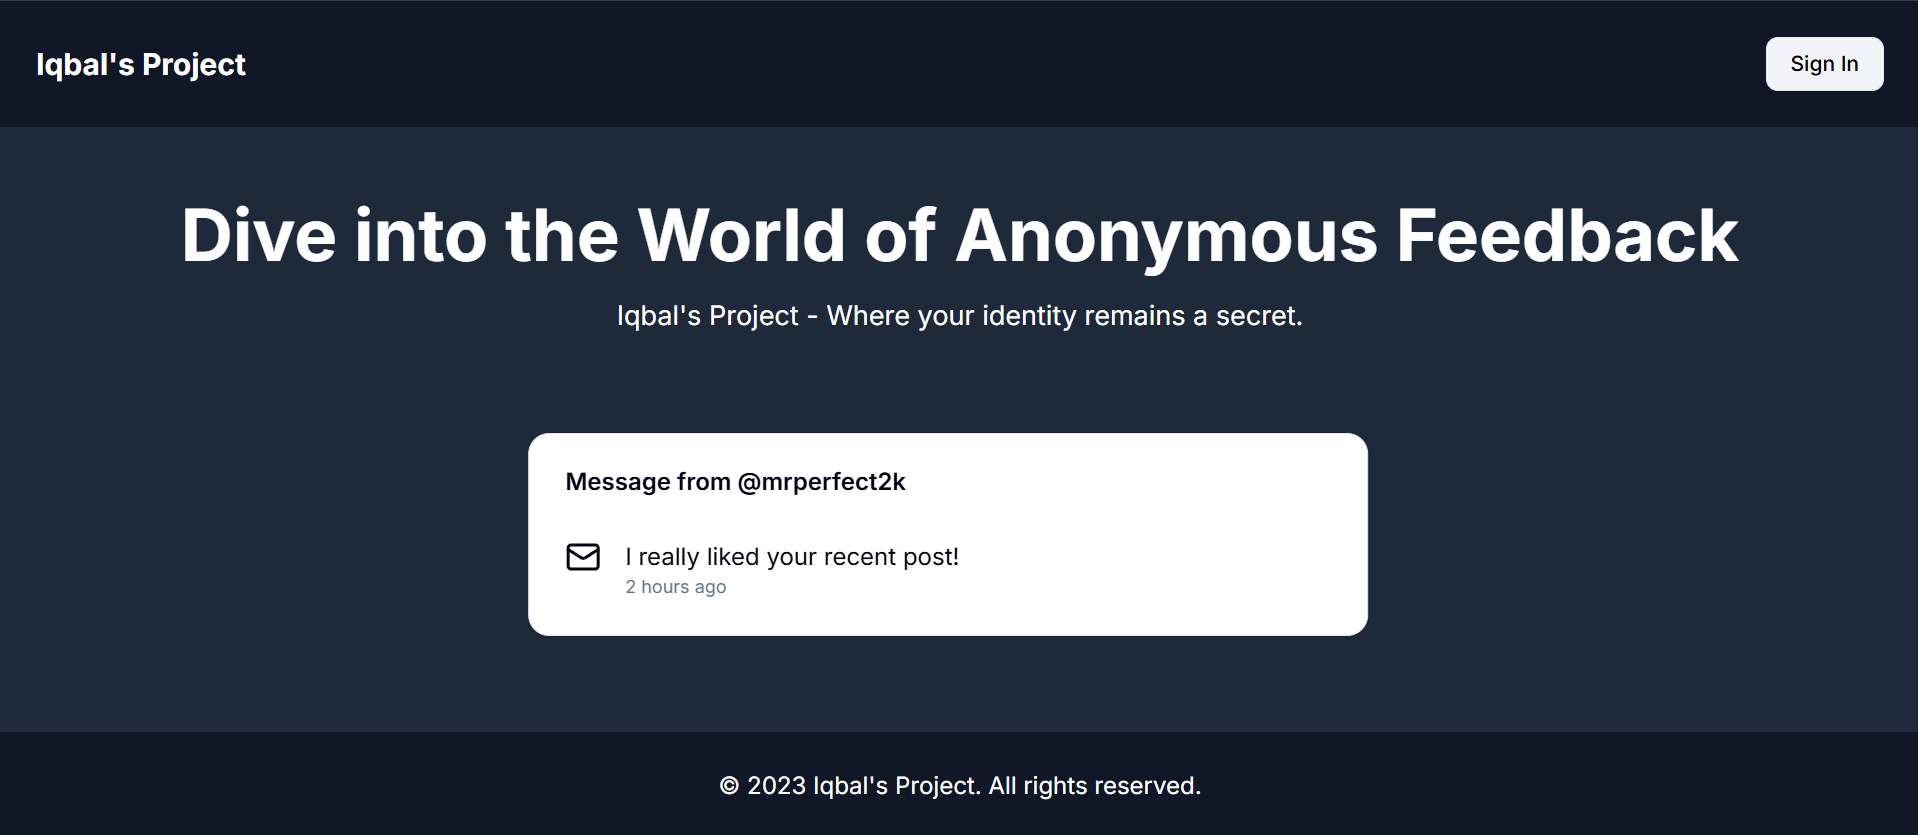 Iqbal's Project
Sign In
Dive into the World of Anonymous Feedback
Iqbal's Project - Where your identity remains a secret.
Message from @mrperfect2k
I really liked your recent post!
2 hours ago
© 2023 Iqbal's Project. All rights reserved.